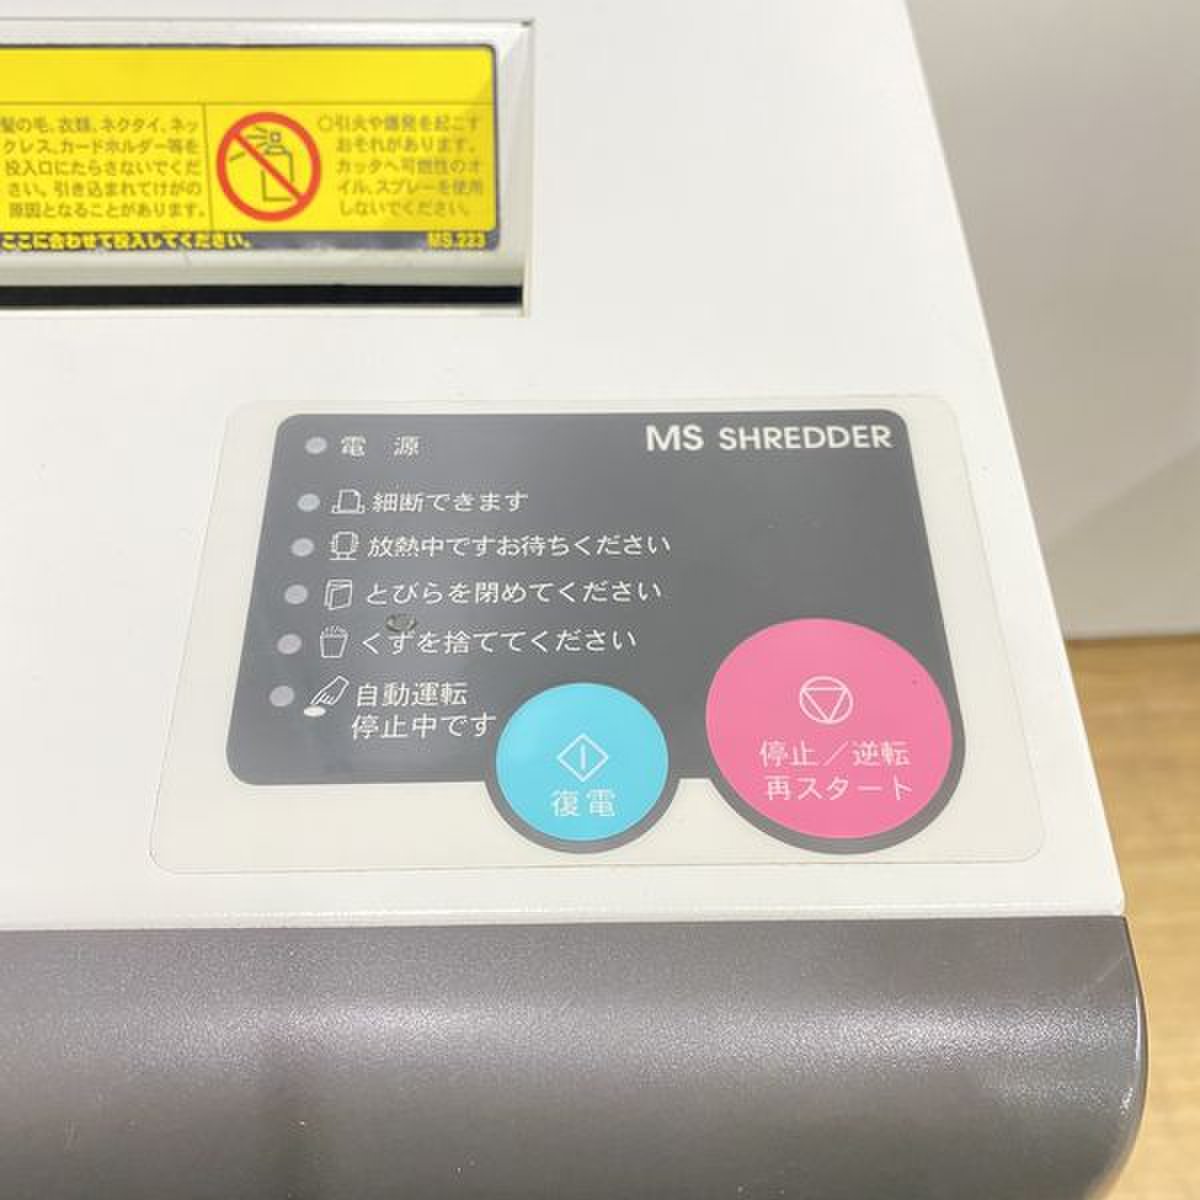 髪の毛、衣類、ネクタイ、ネッ
クレス、カードホルダー等を
投入口にたらさないでくだ
さい。引き込まれてけがの
原因となることがあります。
○引火や爆発を起こす
おそれがあります。
カッタへ可燃性のオ
イル、スプレーを使用
しないでください。
ここに合わせて投入してください。
MS.223
MS SHREDDER
電 源
細断できます
放熱中ですお待ちください
とびらを閉めてください
くずを捨ててください
自動運転
停止中です
復電
停止／逆転
再スタート